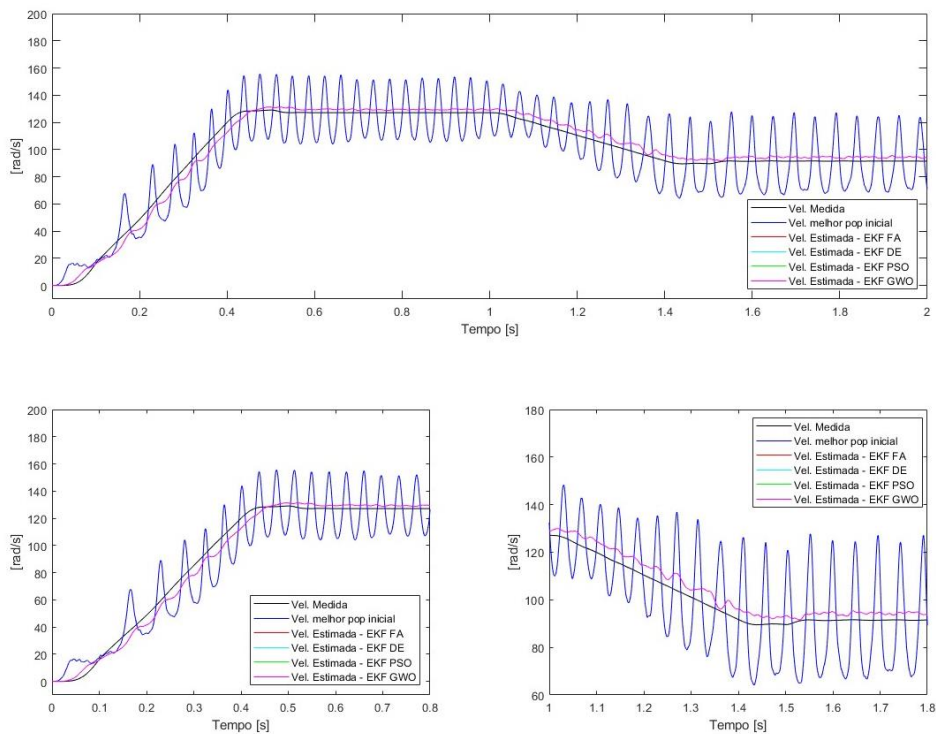 200
180
160
140
120
100
80
60
40
20
0
[rad/s]
0 0.2 0.4 0.6 0.8 1 1.2 1.4 1.6 1.8 2
Tempo [s]
Vel. Medida
Vel. melhor pop inicial
Vel. Estimada - EKF FA
Vel. Estimada - EKF DE
Vel. Estimada - EKF PSO
Vel. Estimada - EKF GWO
200
180
160
140
120
100
80
60
40
20
0
[rad/s]
0 0.1 0.2 0.3 0.4 0.5 0.6 0.7 0.8
Tempo [s]
Vel. Medida
Vel. melhor pop inicial
Vel. Estimada - EKF FA
Vel. Estimada - EKF DE
Vel. Estimada - EKF PSO
Vel. Estimada - EKF GWO
180
160
140
120
100
80
60
[rad/s]
1 1.1 1.2 1.3 1.4 1.5 1.6 1.7 1.8
Tempo [s]
Vel. Medida
Vel. melhor pop inicial
Vel. Estimada - EKF FA
Vel. Estimada - EKF DE
Vel. Estimada - EKF PSO
Vel. Estimada - EKF GWO